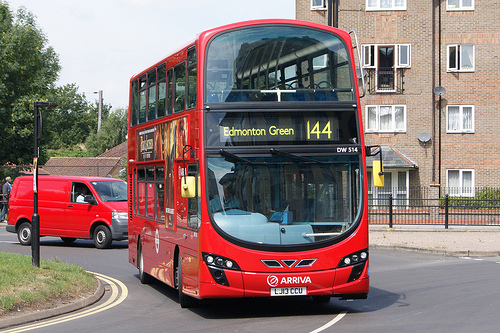 Edmonton Green 144
DW 514
ARRIVA
LJ13 CCU